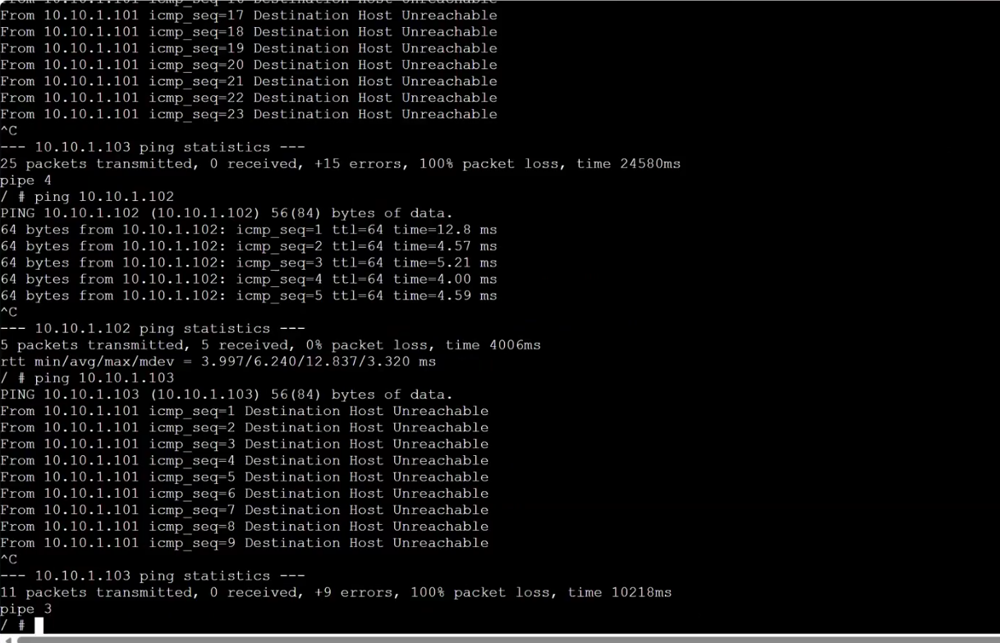 From 10.10.1.101 icmp_seq=16 Destination Host Unreachable
From 10.10.1.101 icmp_seq=17 Destination Host Unreachable
From 10.10.1.101 icmp_seq=18 Destination Host Unreachable
From 10.10.1.101 icmp_seq=19 Destination Host Unreachable
From 10.10.1.101 icmp_seq=20 Destination Host Unreachable
From 10.10.1.101 icmp_seq=21 Destination Host Unreachable
From 10.10.1.101 icmp_seq=22 Destination Host Unreachable
From 10.10.1.101 icmp_seq=23 Destination Host Unreachable
^C
--- 10.10.1.103 ping statistics ---
25 packets transmitted, 0 received, +15 errors, 100% packet loss, time 24580ms
pipe 4
/ # ping 10.10.1.102
PING 10.10.1.102 (10.10.1.102) 56(84) bytes of data.
64 bytes from 10.10.1.102: icmp_seq=1 ttl=64 time=12.8 ms
64 bytes from 10.10.1.102: icmp_seq=2 ttl=64 time=4.57 ms
64 bytes from 10.10.1.102: icmp_seq=3 ttl=64 time=5.21 ms
64 bytes from 10.10.1.102: icmp_seq=4 ttl=64 time=4.00 ms
64 bytes from 10.10.1.102: icmp_seq=5 ttl=64 time=4.59 ms
^C
--- 10.10.1.102 ping statistics ---
5 packets transmitted, 5 received, 0% packet loss, time 4006ms
rtt min/avg/max/mdev = 3.997/6.240/12.837/3.320 ms
/ # ping 10.10.1.103
PING 10.10.1.103 (10.10.1.103) 56(84) bytes of data.
From 10.10.1.101 icmp_seq=1 Destination Host Unreachable
From 10.10.1.101 icmp_seq=2 Destination Host Unreachable
From 10.10.1.101 icmp_seq=3 Destination Host Unreachable
From 10.10.1.101 icmp_seq=4 Destination Host Unreachable
From 10.10.1.101 icmp_seq=5 Destination Host Unreachable
From 10.10.1.101 icmp_seq=6 Destination Host Unreachable
From 10.10.1.101 icmp_seq=7 Destination Host Unreachable
From 10.10.1.101 icmp_seq=8 Destination Host Unreachable
From 10.10.1.101 icmp_seq=9 Destination Host Unreachable
^C
--- 10.10.1.103 ping statistics ---
11 packets transmitted, 0 received, +9 errors, 100% packet loss, time 10218ms
pipe 3
/ #